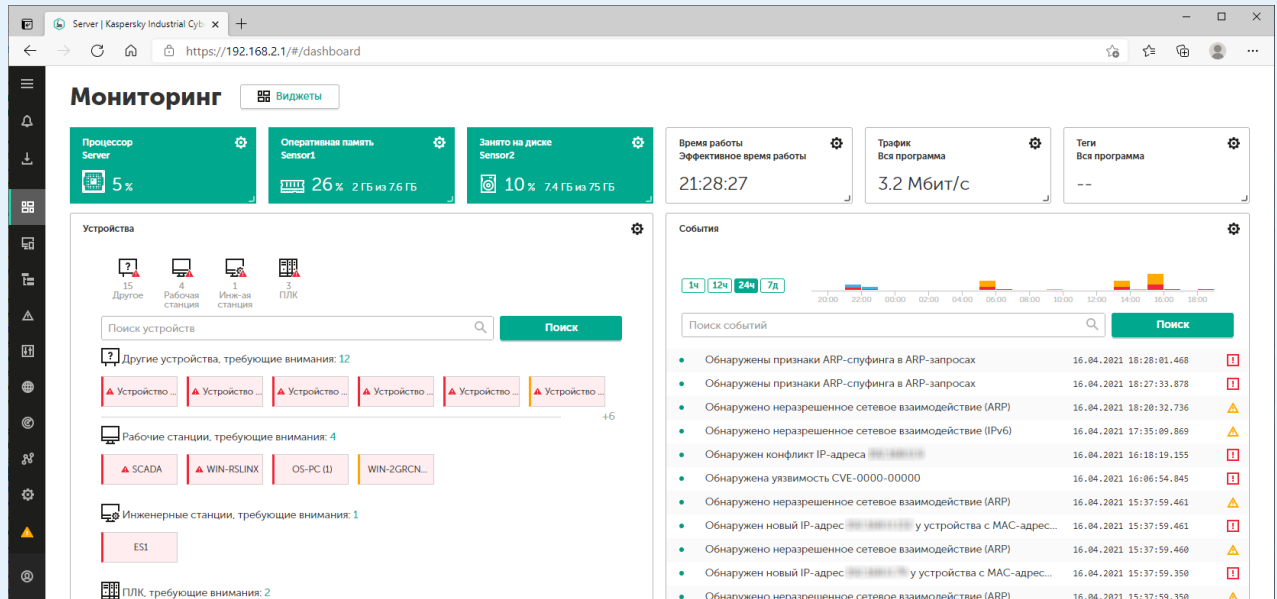 Server | Kaspersky Industrial Cyb
https://192.168.2.1/#/dashboard
Мониторинг
Виджеты
Процессор
Server
5 %
Оперативная память
Sensor1
26 % 2 ГБ из 7.6 ГБ
Занято на диске
Sensor2
10 % 7.4 ГБ из 75 ГБ
Время работы
Эффективное время работы
21:28:27
Трафик
Вся программа
3.2 Мбит/с
Теги
Вся программа
--
Устройства
15
Другое
4
Рабочая
станция
1
Инж-ая
станция
3
ПЛК
Поиск устройств
Поиск
Другие устройства, требующие внимания: 12
Устройство ... Устройство ... Устройство ... Устройство ... Устройство ... Устройство ...
+6
Рабочие станции, требующие внимания: 4
SCADA WIN-RSLINX OS-PC (1) WIN-2GRCN...
Инженерные станции, требующие внимания: 1
ES1
ПЛК, требующие внимания: 2
События
1ч 12ч 24ч 7д
20:00 22:00 00:00 02:00 04:00 06:00 08:00 10:00 12:00 14:00 16:00 18:00
Поиск событий
Поиск
Обнаружены признаки ARP-спуфинга в ARP-запросах 16.04.2021 18:28:01.468
Обнаружены признаки ARP-спуфинга в ARP-запросах 16.04.2021 18:27:33.878
Обнаружено неразрешенное сетевое взаимодействие (ARP) 16.04.2021 18:20:32.736
Обнаружено неразрешенное сетевое взаимодействие (IPv6) 16.04.2021 17:35:09.869
Обнаружен конфликт IP-адреса 16.04.2021 16:18:19.155
Обнаружена уязвимость CVE-0000-00000 16.04.2021 16:06:54.845
Обнаружено неразрешенное сетевое взаимодействие (ARP) 16.04.2021 15:37:59.461
Обнаружен новый IP-адрес у устройства с MAC-адрес... 16.04.2021 15:37:59.461
Обнаружено неразрешенное сетевое взаимодействие (ARP) 16.04.2021 15:37:59.460
Обнаружен новый IP-адрес у устройства с MAC-адрес... 16.04.2021 15:37:59.350
Обнаружено неразрешенное сетевое взаимодействие (ARP) 16.04.2021 15:37:59.350